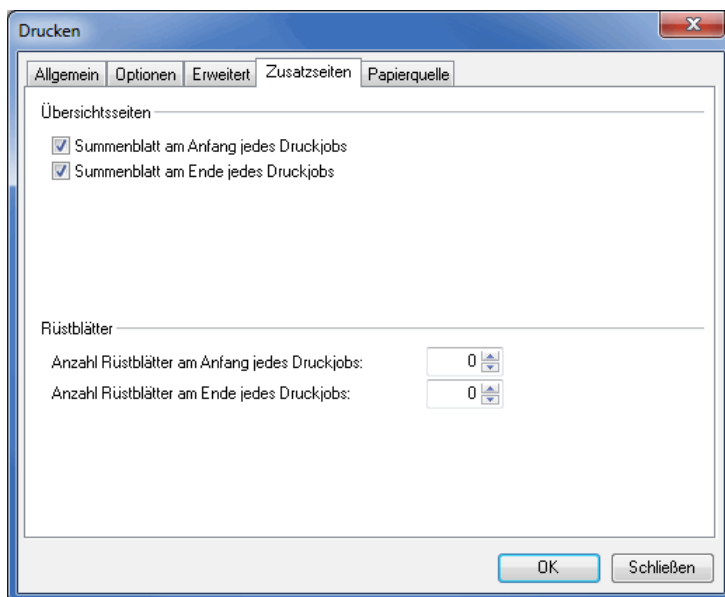 Drucken
Allgemein Optionen Erweitert Zusatzseiten Papierquelle
Übersichtsseiten
Summenblatt am Anfang jedes Druckjobs
Summenblatt am Ende jedes Druckjobs
Rüstblätter
Anzahl Rüstblätter am Anfang jedes Druckjobs: 0
Anzahl Rüstblätter am Ende jedes Druckjobs: 0
OK Schließen